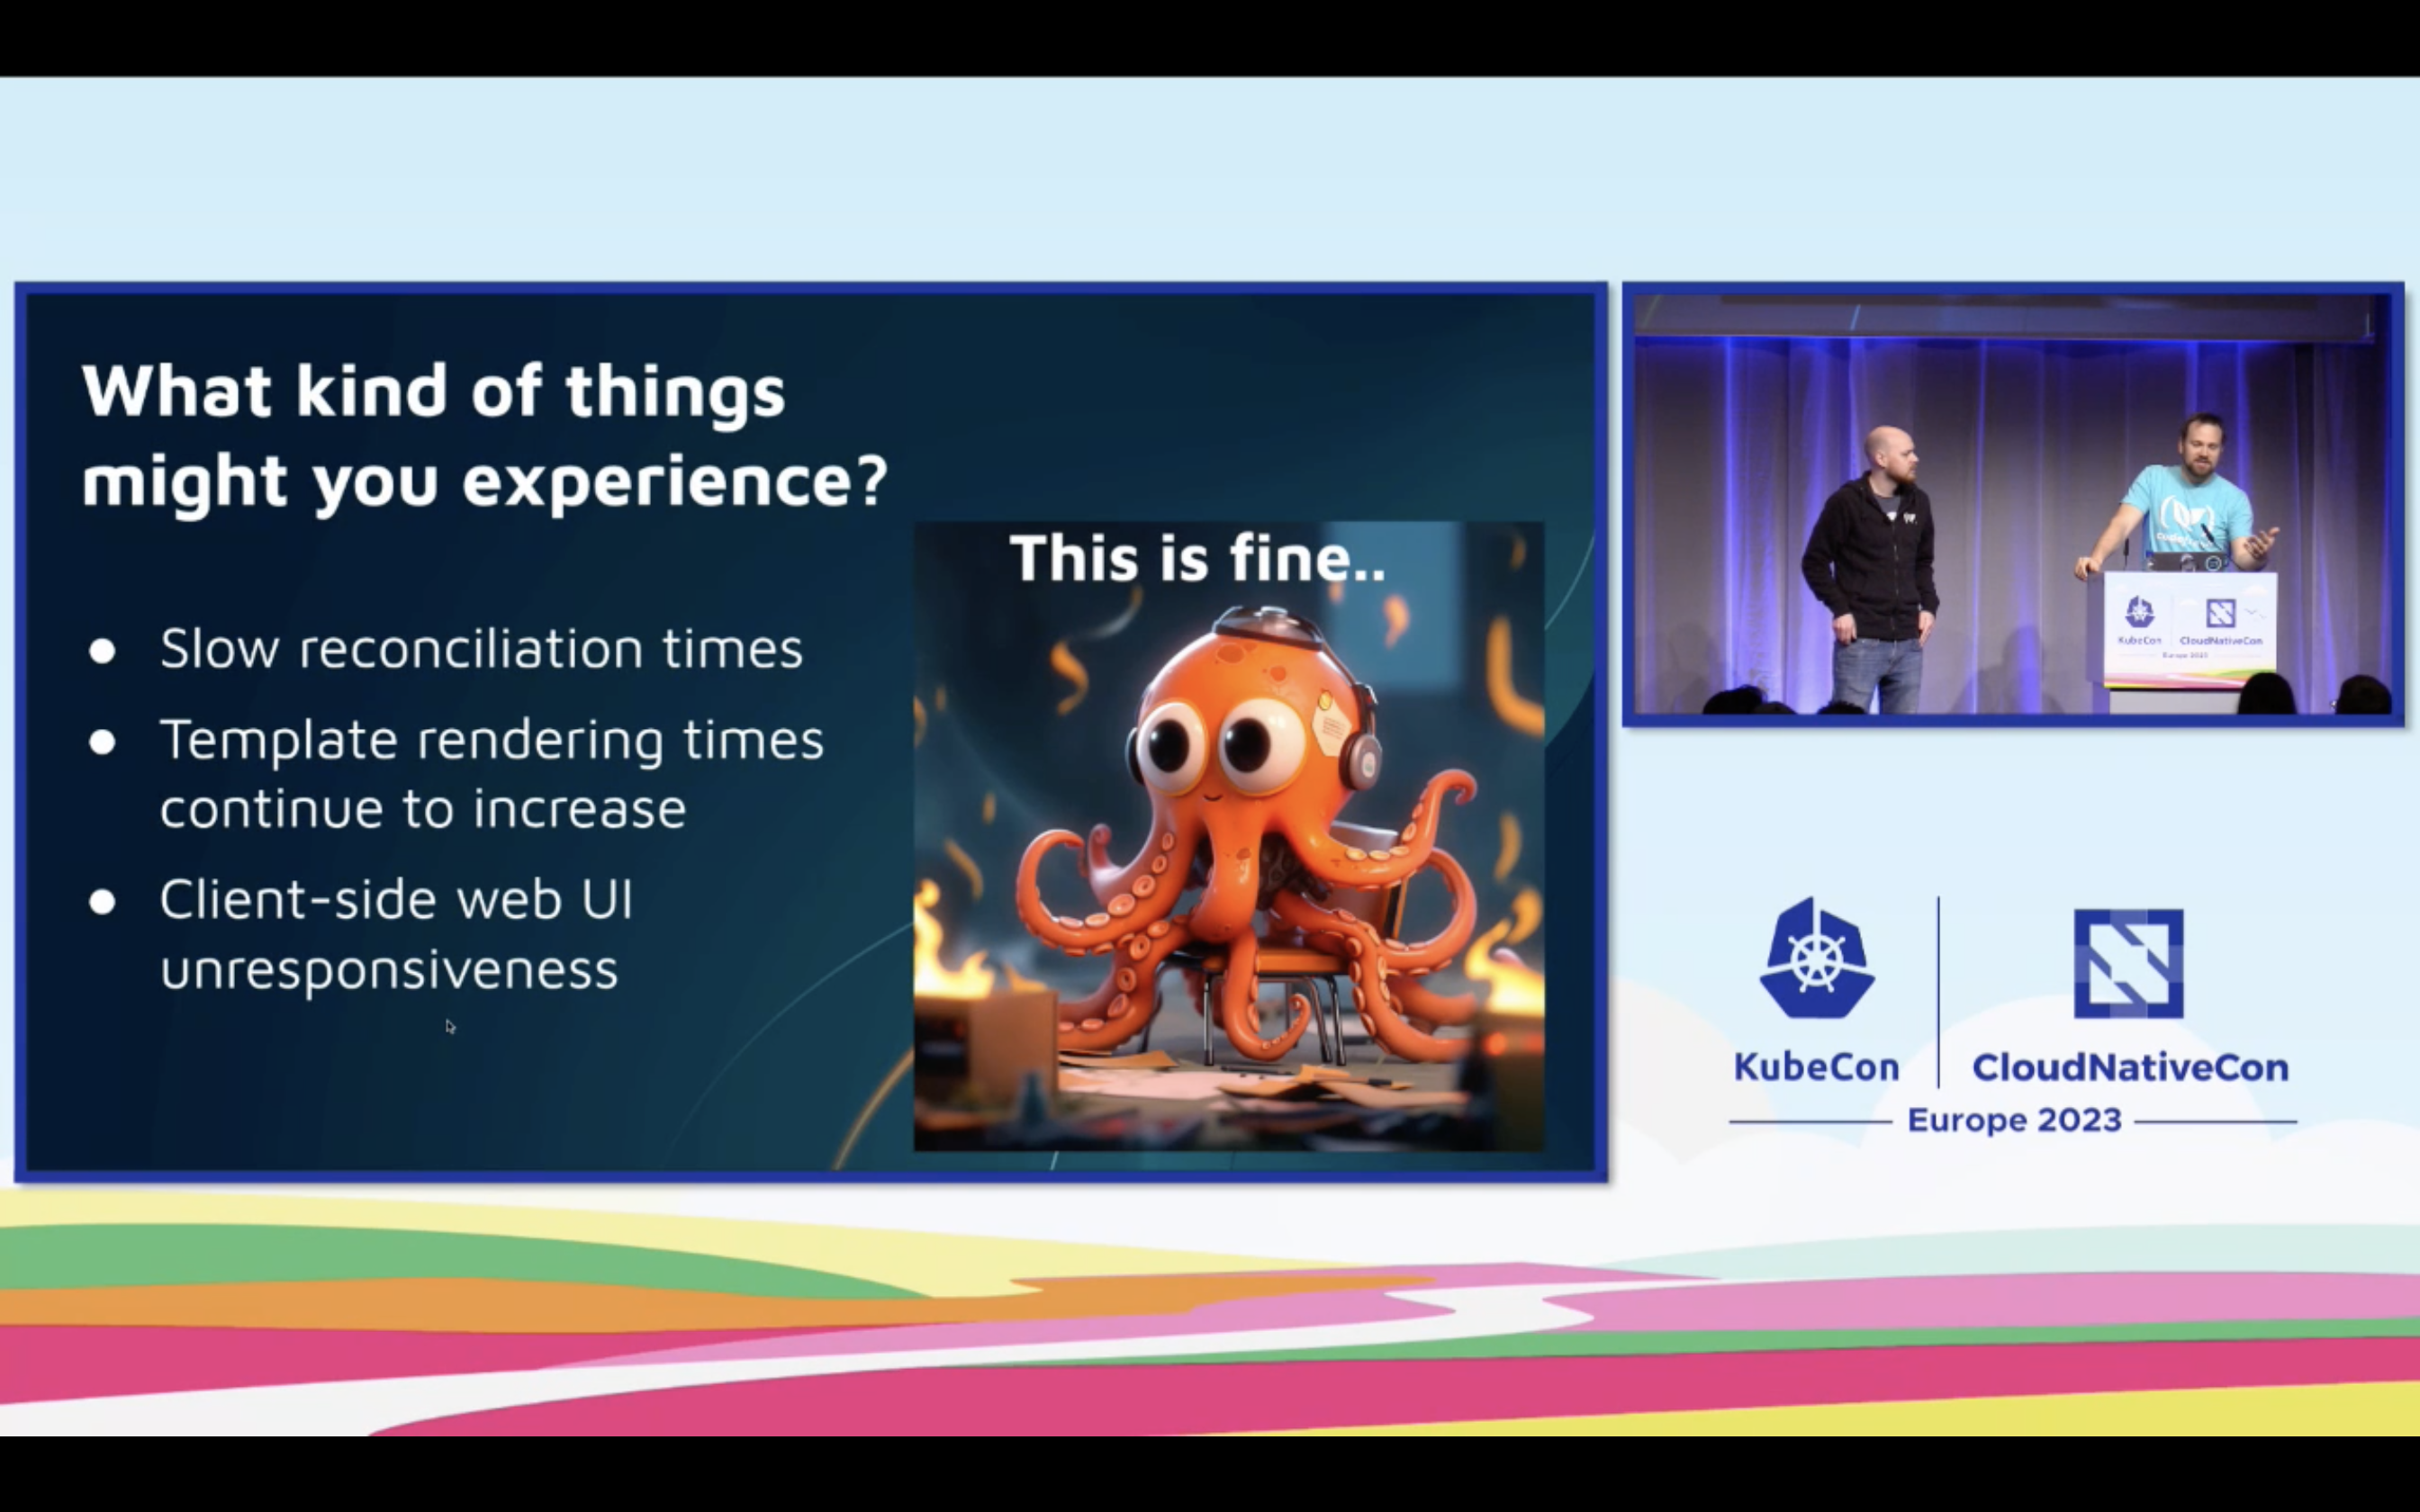 What kind of things
might you experience?
This is fine..
● Slow reconciliation times
● Template rendering times
continue to increase
● Client-side web UI
unresponsiveness
KubeCon
CloudNativeCon
Europe 2023
KubeCon
CloudNativeCon
Europe 2023